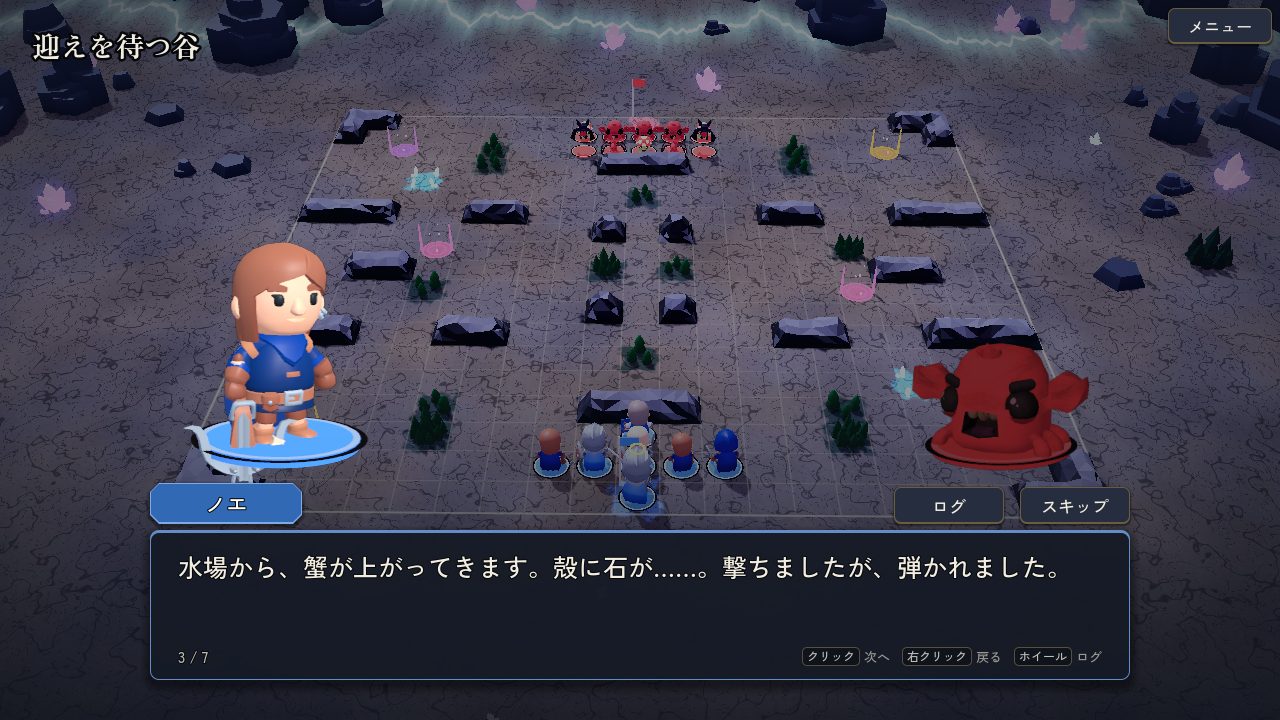 迎えを待つ谷
メニュー
ノエ
ログ
スキップ
水場から、蟹が上がってきます。殻に石が……。撃ちましたが、弾かれました。
3 / 7
クリック 次へ 右クリック 戻る ホイール ログ